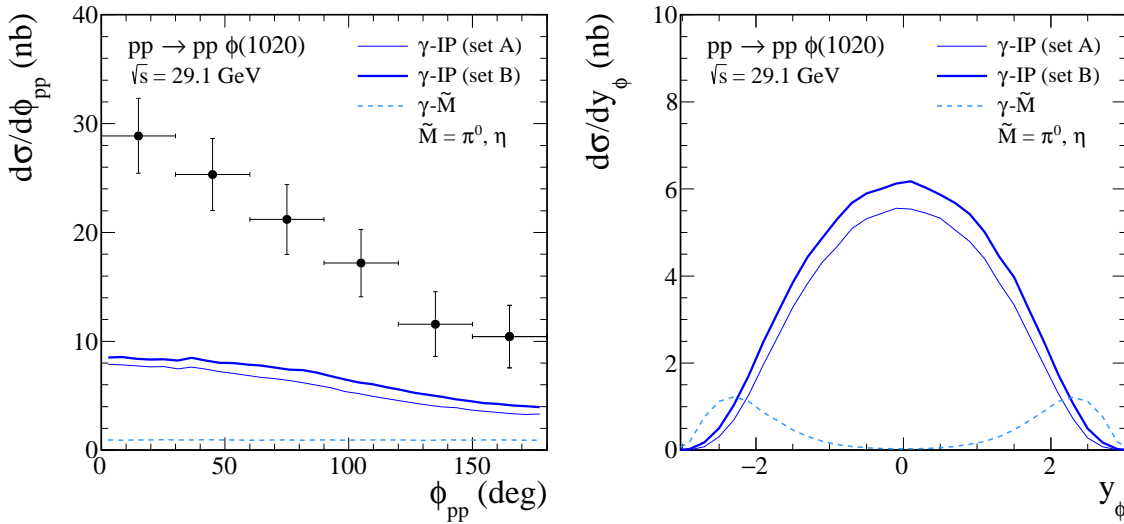 dσ/dϕ_pp (nb)
40
30
20
10
0
pp → pp ϕ(1020)
√s = 29.1 GeV
γ-IP (set A)
γ-IP (set B)
γ-M̃
M̃ = π⁰, η
0
50
100
150
ϕ_pp (deg)
dσ/dy_ϕ (nb)
10
8
6
4
2
0
pp → pp ϕ(1020)
√s = 29.1 GeV
γ-IP (set A)
γ-IP (set B)
γ-M̃
M̃ = π⁰, η
−2
0
2
y_ϕ